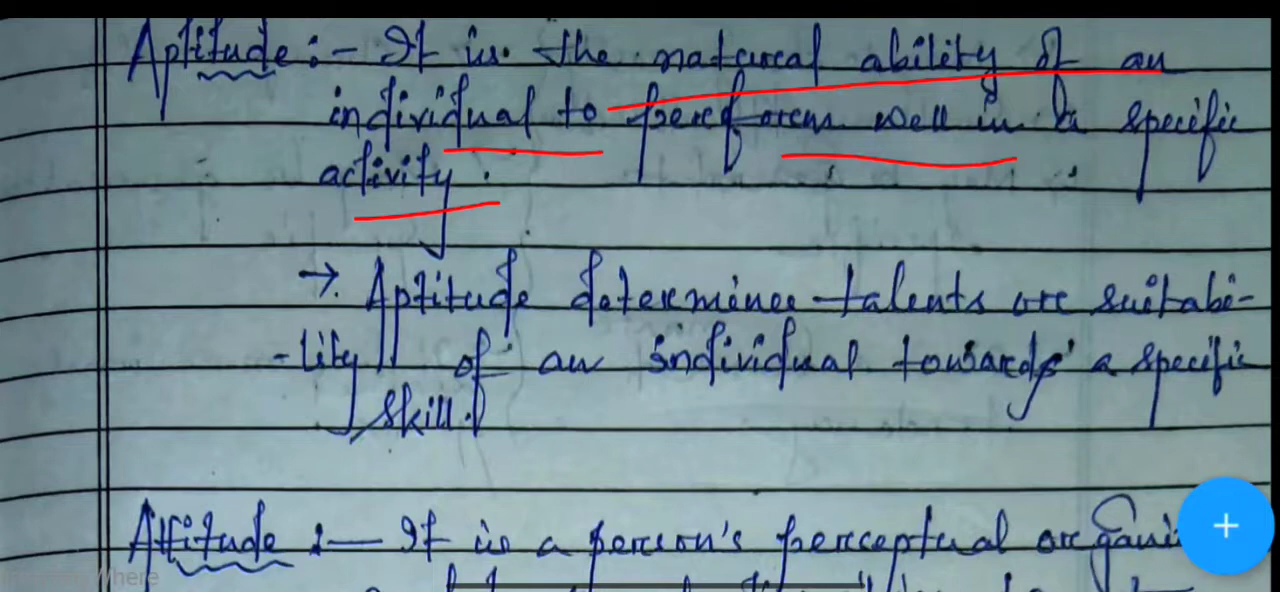 Aptitude :- It is the natural ability of an
individual to perform well in a specific
activity.
→. Aptitude determines talents or suitabi-
-lity of an individual towards a specific
skill.
Attitude :— It is a person's perceptual or